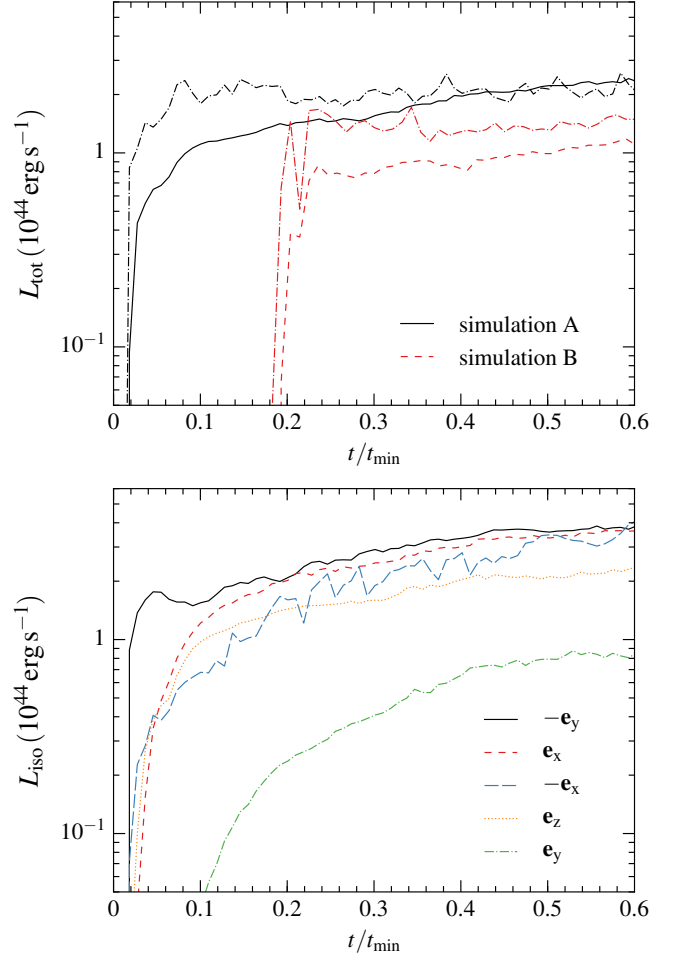 L_tot (10^44 erg s^−1)
1
10^−1
simulation A
simulation B
0 0.1 0.2 0.3 0.4 0.5 0.6
t/t_min
L_iso (10^44 erg s^−1)
1
10^−1
−e_y
e_x
−e_x
e_z
e_y
0 0.1 0.2 0.3 0.4 0.5 0.6
t/t_min